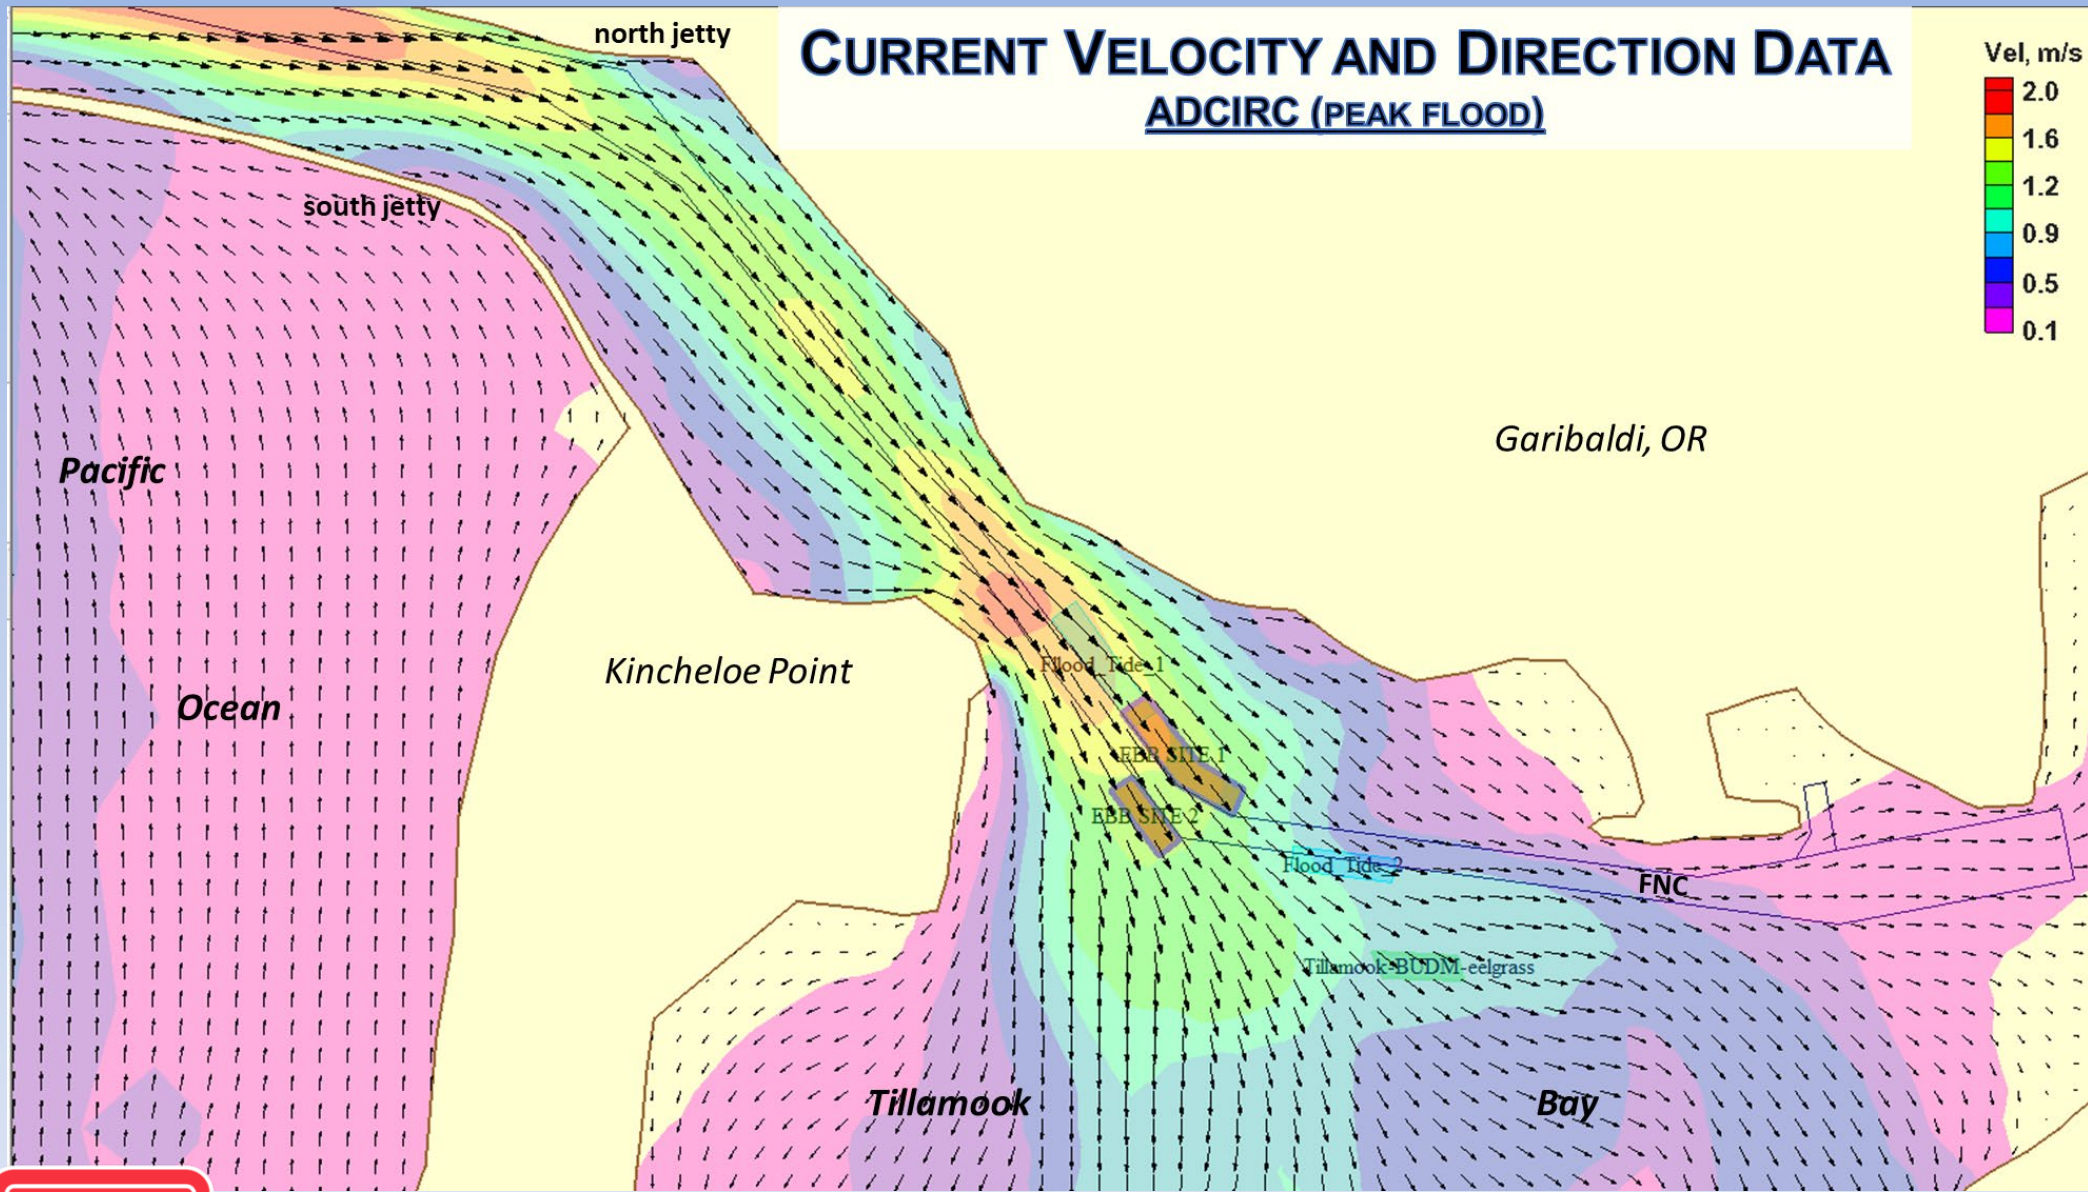 north jetty
CURRENT VELOCITY AND DIRECTION DATA
ADCIRC (PEAK FLOOD)
Vel, m/s
2.0
1.6
1.2
0.9
0.5
0.1
south jetty
Garibaldi, OR
Pacific
Ocean
Kincheloe Point
Fllood_Tide_1
EBB SITE 1
EBB SITE 2
Flood_Tide_2
FNC
Tillamook-BUDM-eelgrass
Tillamook
Bay